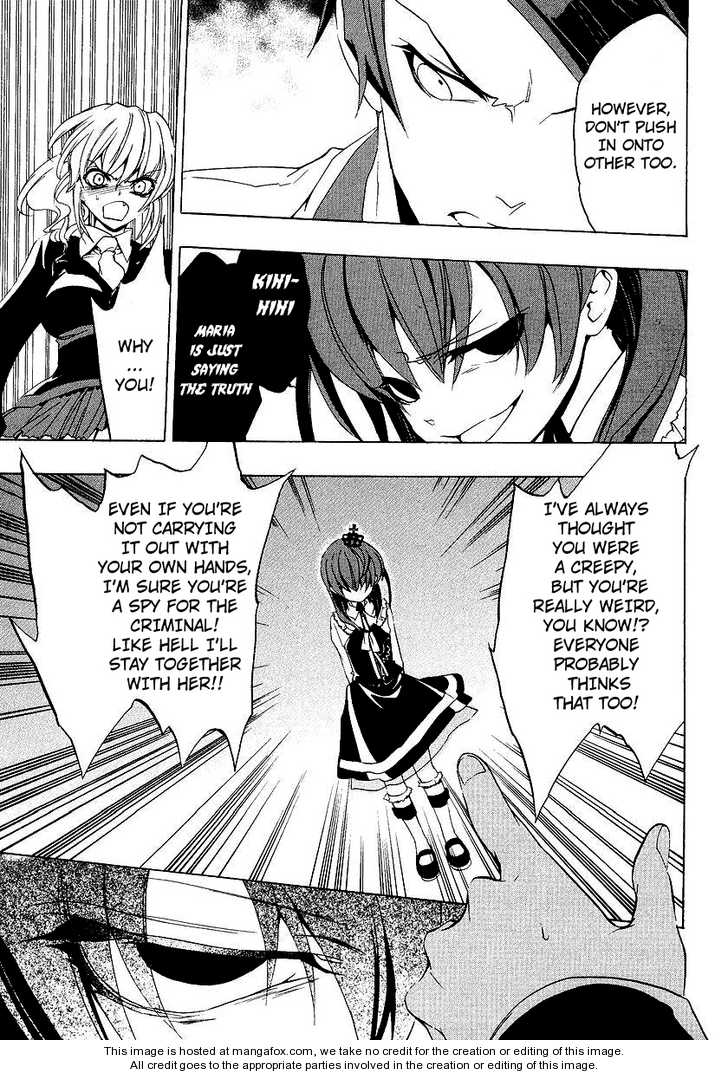 HOWEVER,
DON'T PUSH
IN ONTO
OTHER TOO.
KIHI-
HIHI
MARIA
IS JUST
SAYING
THE TRUTH
WHY
...
YOU!
I'VE ALWAYS
THOUGHT
YOU WERE
A CREEPY,
BUT YOU'RE
REALLY WEIRD,
YOU KNOW!?
EVERYONE
PROBABLY
THINKS
THAT TOO!
EVEN IF YOU'RE
NOT CARRYING
IT OUT WITH
YOUR OWN HANDS,
I'M SURE YOU'RE
A SPY FOR THE
CRIMINAL!
LIKE HELL I'LL
STAY TOGETHER
WITH HER!!
This image is hosted at mangafox.com, we take no credit for the creation or editing of this image.
All credit goes to the appropriate parties involved in the creation or editing of this image.